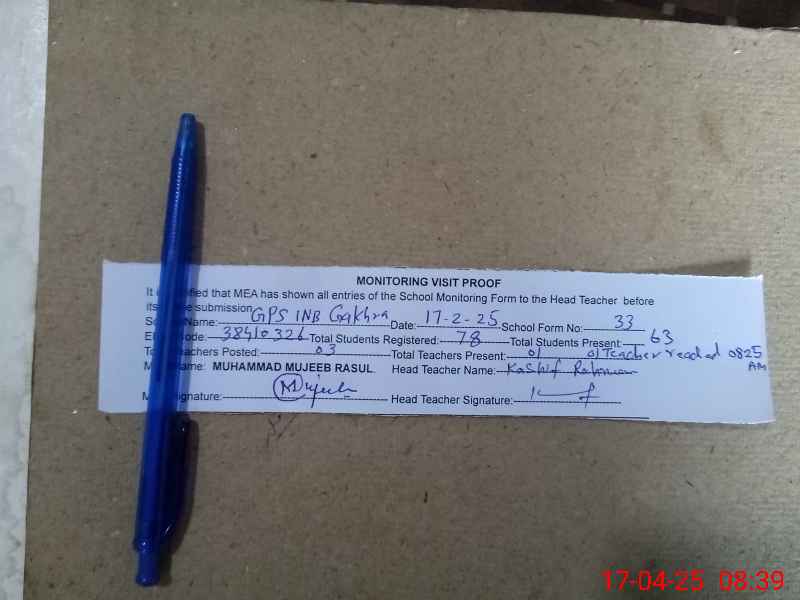 MONITORING VISIT PROOF
It is certified that MEA has shown all entries of the School Monitoring Form to the Head Teacher before
its submission
Name: GPS INB Gakhra Date: 17-2-25 School Form No: 33
Code: 38410326 Total Students Registered: 78 Total Students Present: 63
Teachers Posted: 03 Total Teachers Present: 01 01 Teacher reached 0825 AM
Name: MUHAMMAD MUJEEB RASUL Head Teacher Name: Kashif Rahman
Signature: Mujeeb Head Teacher Signature:
17-04-25 08:39